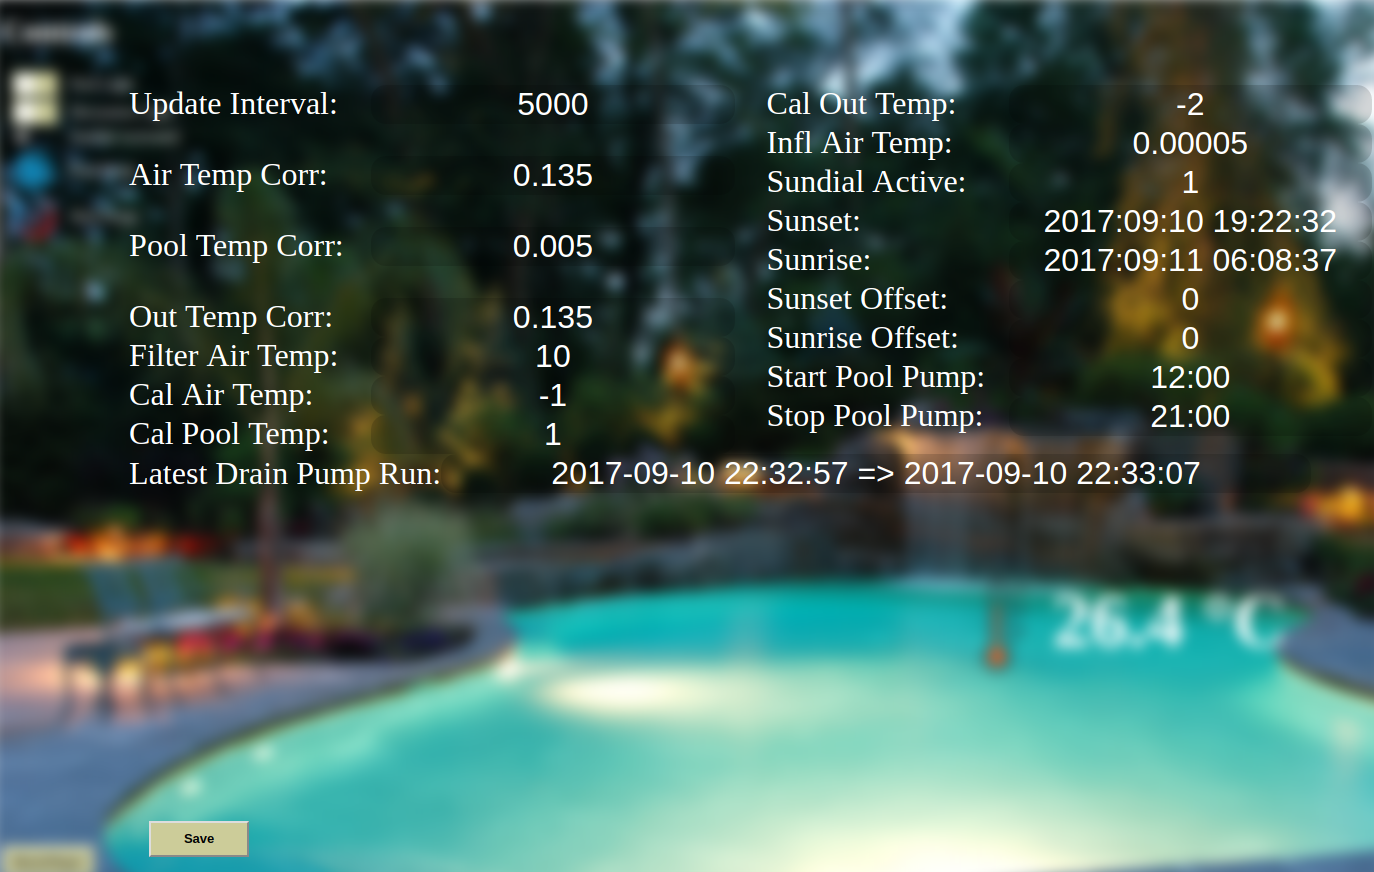 Controls
Update Interval: 5000
Air Temp Corr: 0.135
Pool Temp Corr: 0.005
Out Temp Corr: 0.135
Filter Air Temp: 10
Cal Air Temp: -1
Cal Pool Temp: 1
Cal Out Temp: -2
Infl Air Temp: 0.00005
Sundial Active: 1
Sunset: 2017:09:10 19:22:32
Sunrise: 2017:09:11 06:08:37
Sunset Offset: 0
Sunrise Offset: 0
Start Pool Pump: 12:00
Stop Pool Pump: 21:00
Latest Drain Pump Run: 2017-09-10 22:32:57 => 2017-09-10 22:33:07
26.4 °C
Save